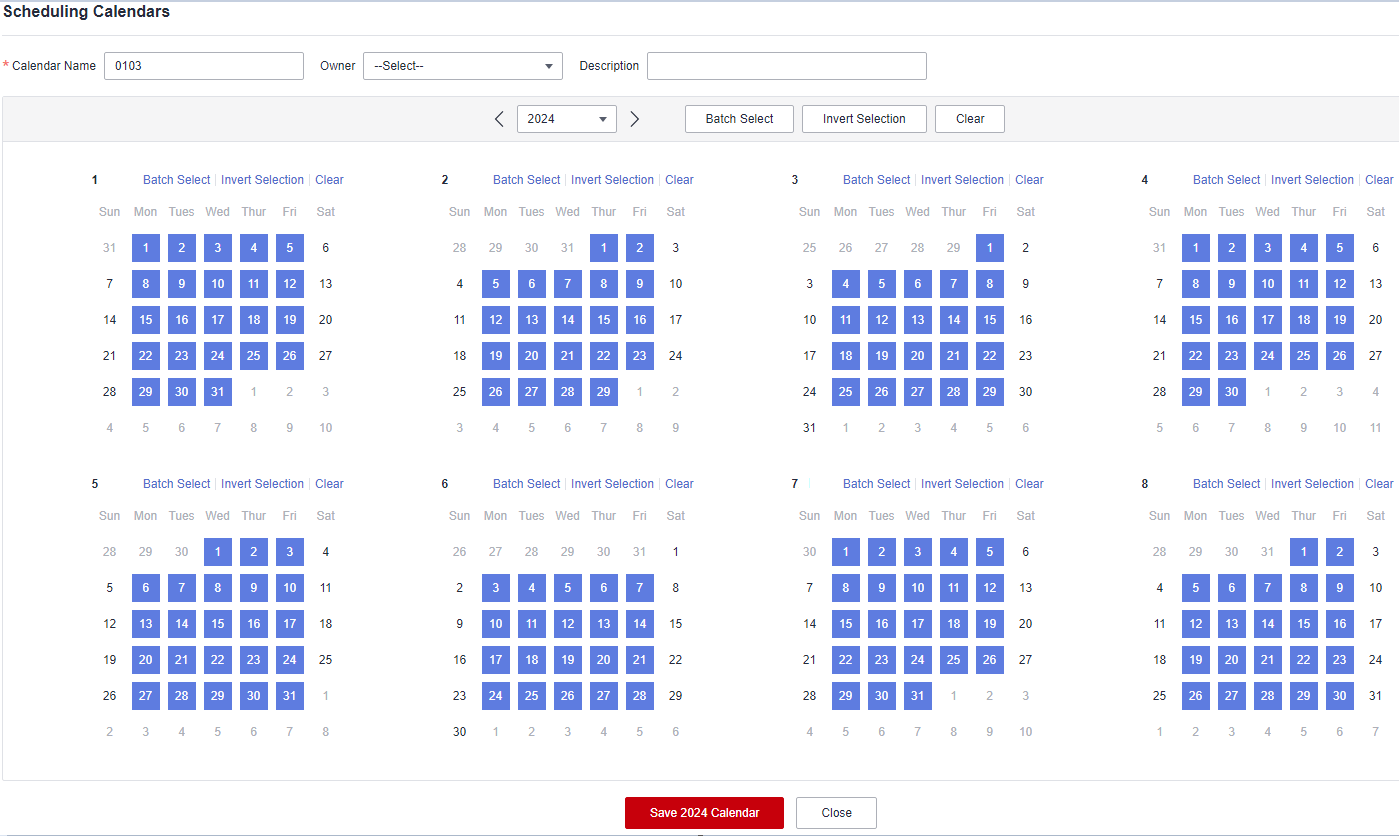 Scheduling Calendars
* Calendar Name 0103 Owner --Select-- Description
2024 Batch Select Invert Selection Clear
1 Batch Select Invert Selection Clear 2 Batch Select Invert Selection Clear 3 Batch Select Invert Selection Clear 4 Batch Select Invert Selection Clear
Sun Mon Tues Wed Thur Fri Sat Sun Mon Tues Wed Thur Fri Sat Sun Mon Tues Wed Thur Fri Sat Sun Mon Tues Wed Thur Fri Sat
31 1 2 3 4 5 6 28 29 30 31 1 2 3 25 26 27 28 29 1 2 31 1 2 3 4 5 6
7 8 9 10 11 12 13 4 5 6 7 8 9 10 3 4 5 6 7 8 9 7 8 9 10 11 12 13
14 15 16 17 18 19 20 11 12 13 14 15 16 17 10 11 12 13 14 15 16 14 15 16 17 18 19 20
21 22 23 24 25 26 27 18 19 20 21 22 23 24 17 18 19 20 21 22 23 21 22 23 24 25 26 27
28 29 30 31 1 2 3 25 26 27 28 29 1 2 24 25 26 27 28 29 30 28 29 30 1 2 3 4
4 5 6 7 8 9 10 3 4 5 6 7 8 9 31 1 2 3 4 5 6 5 6 7 8 9 10 11
5 Batch Select Invert Selection Clear 6 Batch Select Invert Selection Clear 7 Batch Select Invert Selection Clear 8 Batch Select Invert Selection Clear
Sun Mon Tues Wed Thur Fri Sat Sun Mon Tues Wed Thur Fri Sat Sun Mon Tues Wed Thur Fri Sat Sun Mon Tues Wed Thur Fri Sat
28 29 30 1 2 3 4 26 27 28 29 30 31 1 30 1 2 3 4 5 6 28 29 30 31 1 2 3
5 6 7 8 9 10 11 2 3 4 5 6 7 8 7 8 9 10 11 12 13 4 5 6 7 8 9 10
12 13 14 15 16 17 18 9 10 11 12 13 14 15 14 15 16 17 18 19 20 11 12 13 14 15 16 17
19 20 21 22 23 24 25 16 17 18 19 20 21 22 21 22 23 24 25 26 27 18 19 20 21 22 23 24
26 27 28 29 30 31 1 23 24 25 26 27 28 29 28 29 30 31 1 2 3 25 26 27 28 29 30 31
2 3 4 5 6 7 8 30 1 2 3 4 5 6 4 5 6 7 8 9 10 1 2 3 4 5 6 7
Save 2024 Calendar Close